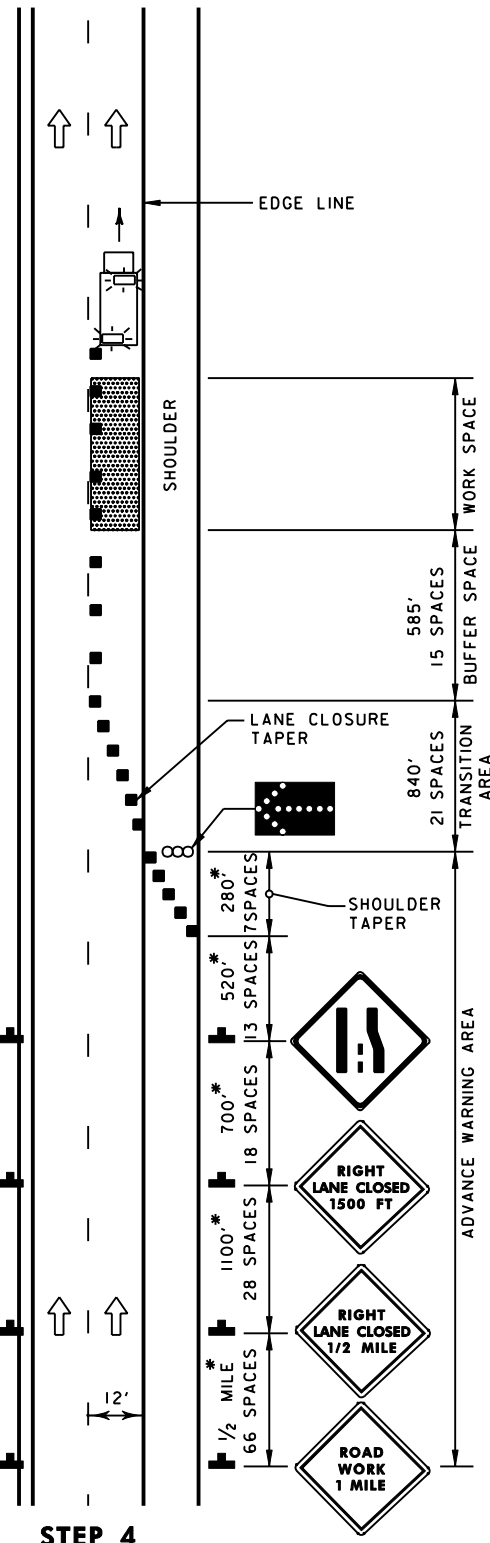 EDGE LINE
SHOULDER
WORK SPACE
585'
15 SPACES
BUFFER SPACE
LANE CLOSURE
TAPER
840'
21 SPACES
TRANSITION
AREA
280'*
7SPACES
SHOULDER
TAPER
520'*
13 SPACES
ADVANCE WARNING AREA
700'*
18 SPACES
RIGHT
LANE CLOSED
1500 FT
1100'*
28 SPACES
RIGHT
LANE CLOSED
1/2 MILE
1/2 MILE*
66 SPACES
12'
ROAD
WORK
1 MILE
STEP 4